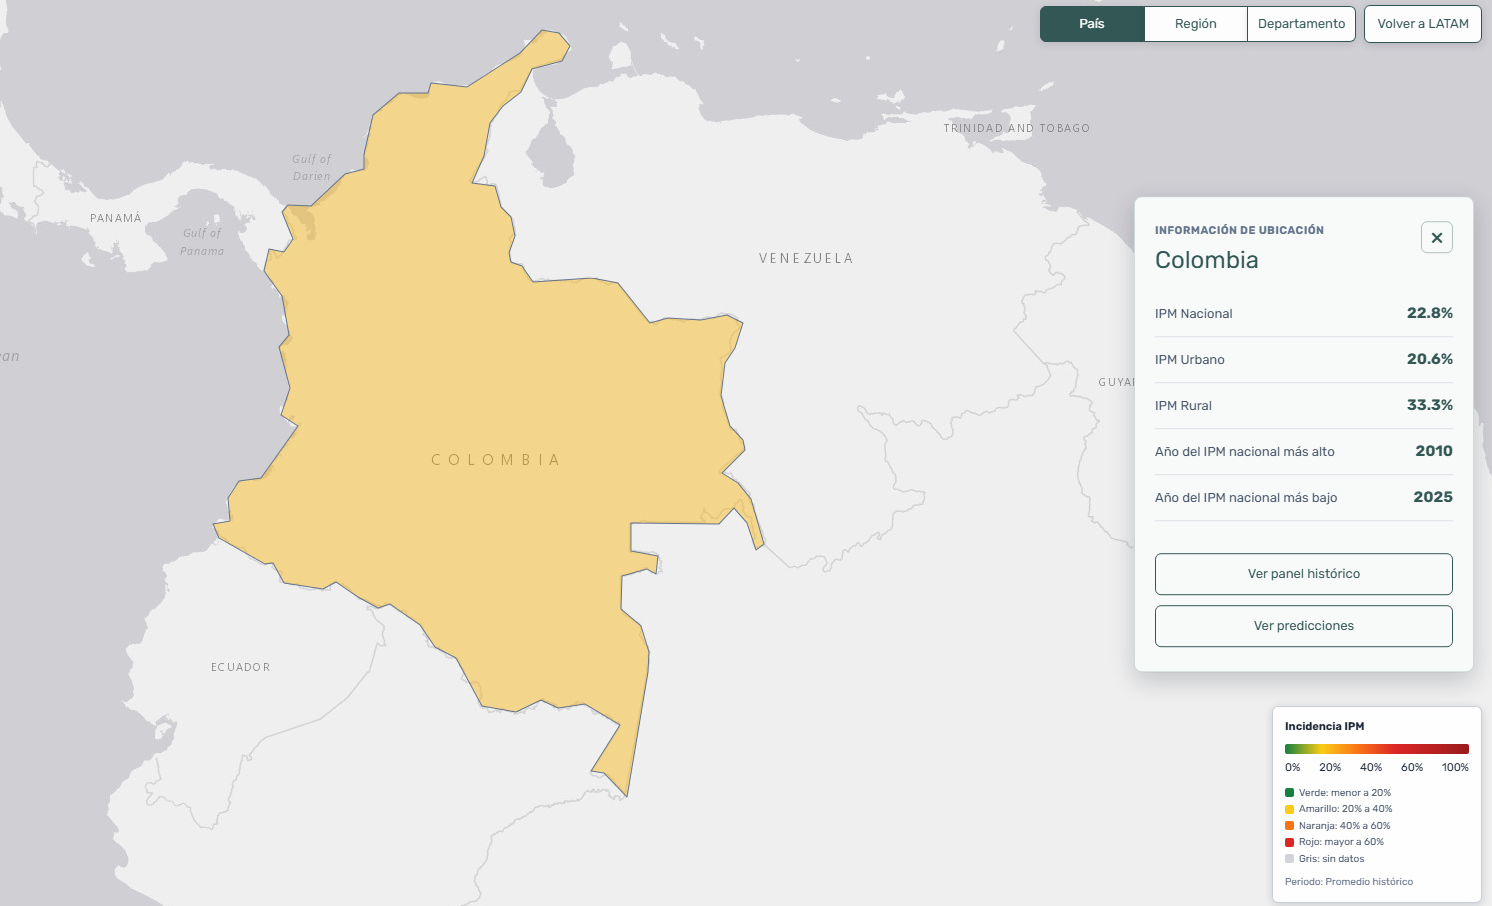 País
Región
Departamento
Volver a LATAM
TRINIDAD AND TOBAGO
Gulf of
Darien
PANAMÁ
Gulf of
Panama
VENEZUELA
COLOMBIA
ECUADOR
INFORMACIÓN DE UBICACIÓN
Colombia
IPM Nacional 22.8%
IPM Urbano 20.6%
IPM Rural 33.3%
Año del IPM nacional más alto 2010
Año del IPM nacional más bajo 2025
Ver panel histórico
Ver predicciones
Incidencia IPM
0% 20% 40% 60% 100%
Verde: menor a 20%
Amarillo: 20% a 40%
Naranja: 40% a 60%
Rojo: mayor a 60%
Gris: sin datos
Periodo: Promedio histórico